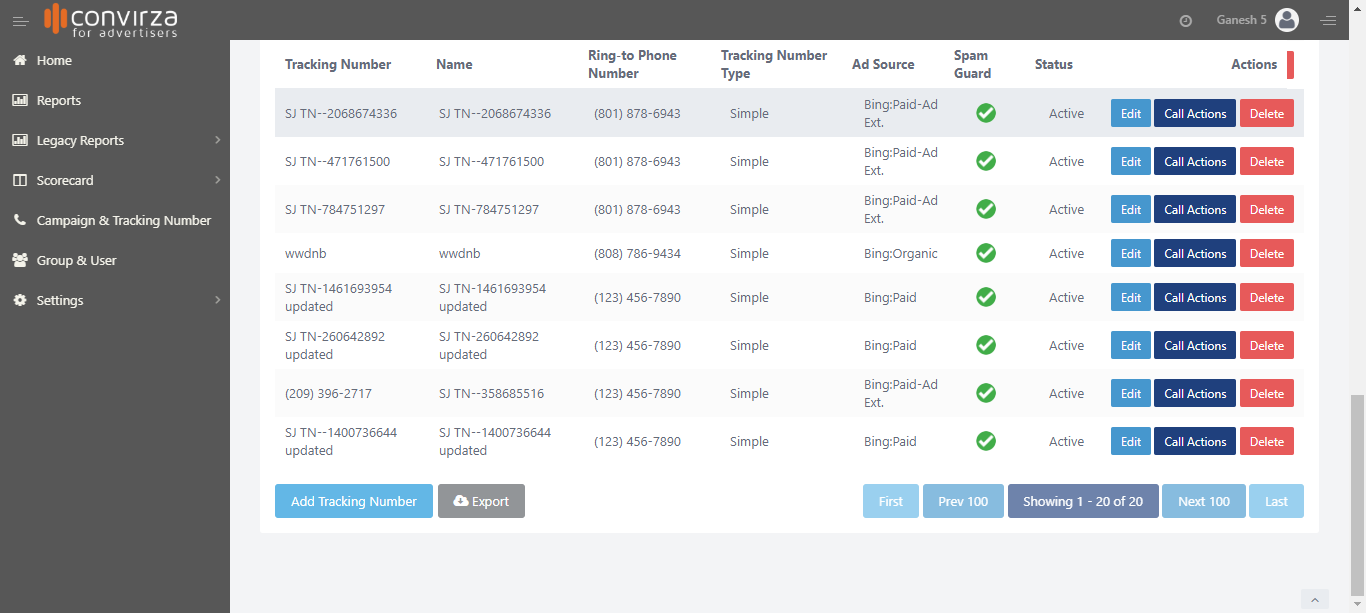 convirza
for advertisers
Ganesh 5
Home
Reports
Legacy Reports
Scorecard
Campaign & Tracking Number
Group & User
Settings
Tracking Number Name Ring-to Phone Number Tracking Number Type Ad Source Spam Guard Status Actions
SJ TN--2068674336 SJ TN--2068674336 (801) 878-6943 Simple Bing:Paid-Ad Ext. Active Edit Call Actions Delete
SJ TN--471761500 SJ TN--471761500 (801) 878-6943 Simple Bing:Paid-Ad Ext. Active Edit Call Actions Delete
SJ TN-784751297 SJ TN-784751297 (801) 878-6943 Simple Bing:Paid-Ad Ext. Active Edit Call Actions Delete
wwdnb wwdnb (808) 786-9434 Simple Bing:Organic Active Edit Call Actions Delete
SJ TN-1461693954 updated SJ TN-1461693954 updated (123) 456-7890 Simple Bing:Paid Active Edit Call Actions Delete
SJ TN-260642892 updated SJ TN-260642892 updated (123) 456-7890 Simple Bing:Paid Active Edit Call Actions Delete
(209) 396-2717 SJ TN--358685516 (123) 456-7890 Simple Bing:Paid-Ad Ext. Active Edit Call Actions Delete
SJ TN--1400736644 updated SJ TN--1400736644 updated (123) 456-7890 Simple Bing:Paid Active Edit Call Actions Delete
Add Tracking Number Export First Prev 100 Showing 1 - 20 of 20 Next 100 Last